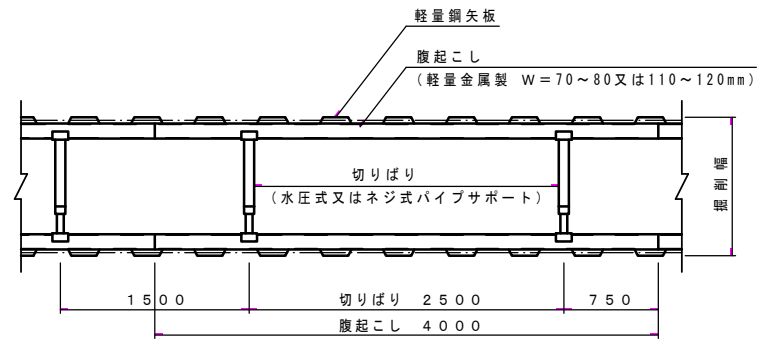 軽量鋼矢板
腹起こし
(軽量金属製 W=70~80又は110~120mm)
切りばり
(水圧式又はネジ式パイプサポート)
掘削幅
1500
切りばり 2500
750
腹起こし 4000